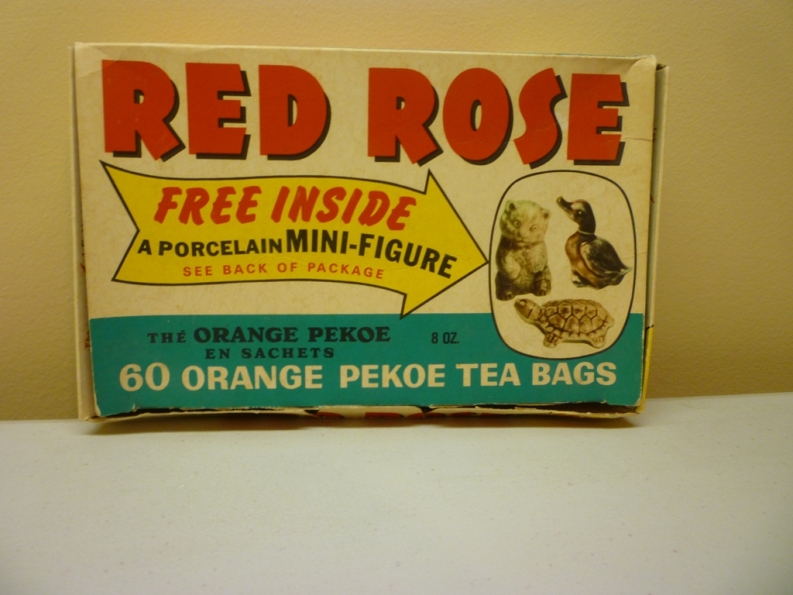 RED ROSE
FREE INSIDE
A PORCELAIN MINI-FIGURE
SEE BACK OF PACKAGE
THÉ ORANGE PEKOE
EN SACHETS
8 OZ.
60 ORANGE PEKOE TEA BAGS